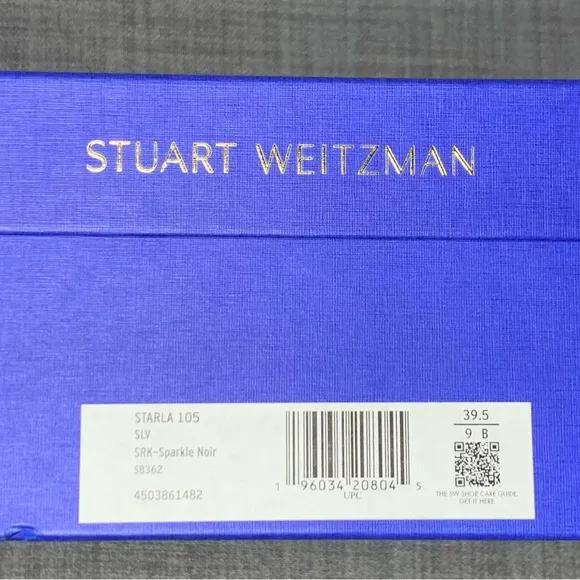 STUART WEITZMAN
STARLA 105
SLV
SRK-Sparkle Noir
SB362
4503861482
1 96034 20804 5
UPC
39.5
9 B
THE SW SHOE CARE GUIDE
GET IT HERE